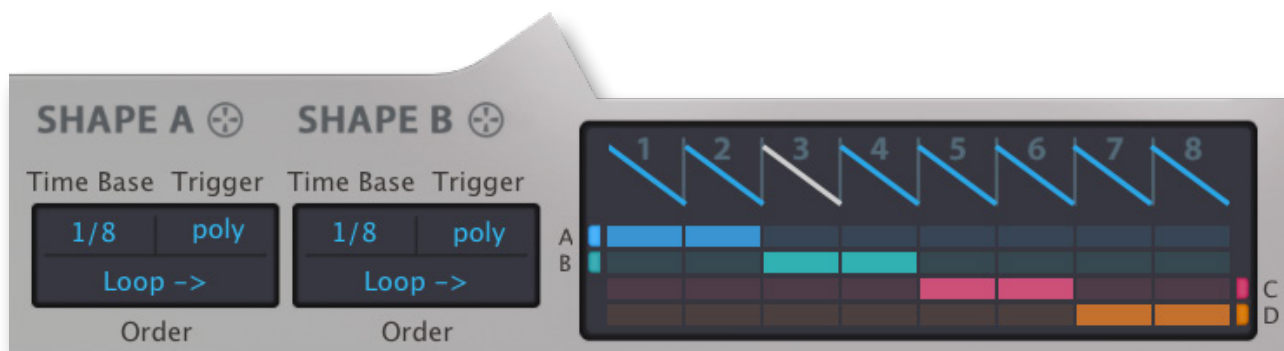 SHAPE A SHAPE B
Time Base Trigger Time Base Trigger
1/8 poly 1/8 poly
Loop -> Loop ->
Order Order
1 2 3 4 5 6 7 8
A
B
C
D